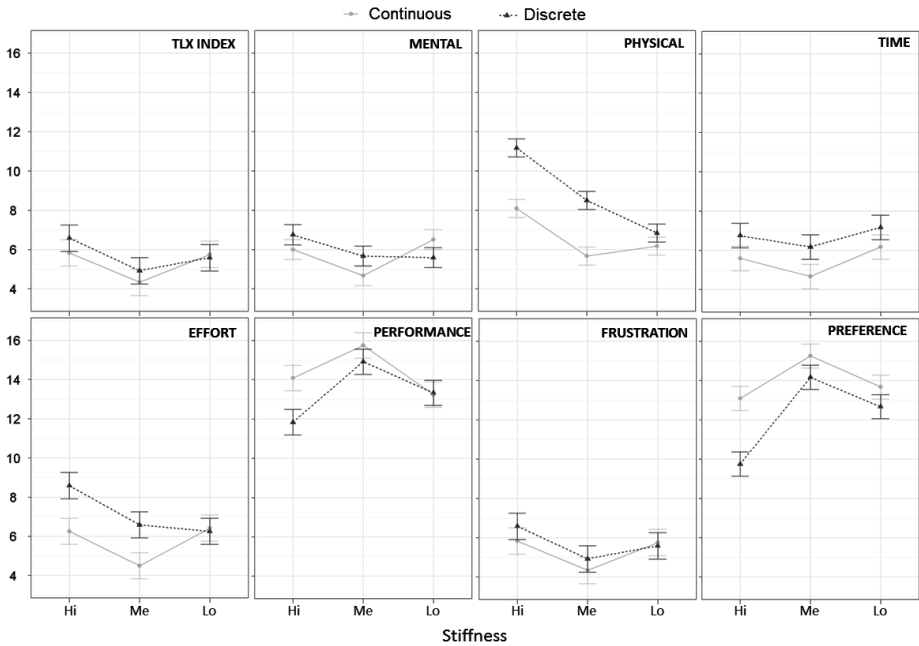 Continuous Discrete
TLX INDEX MENTAL PHYSICAL TIME
16
14
12
10
8
6
4
EFFORT PERFORMANCE FRUSTRATION PREFERENCE
16
14
12
10
8
6
4
Hi Me Lo Hi Me Lo Hi Me Lo Hi Me Lo
Stiffness